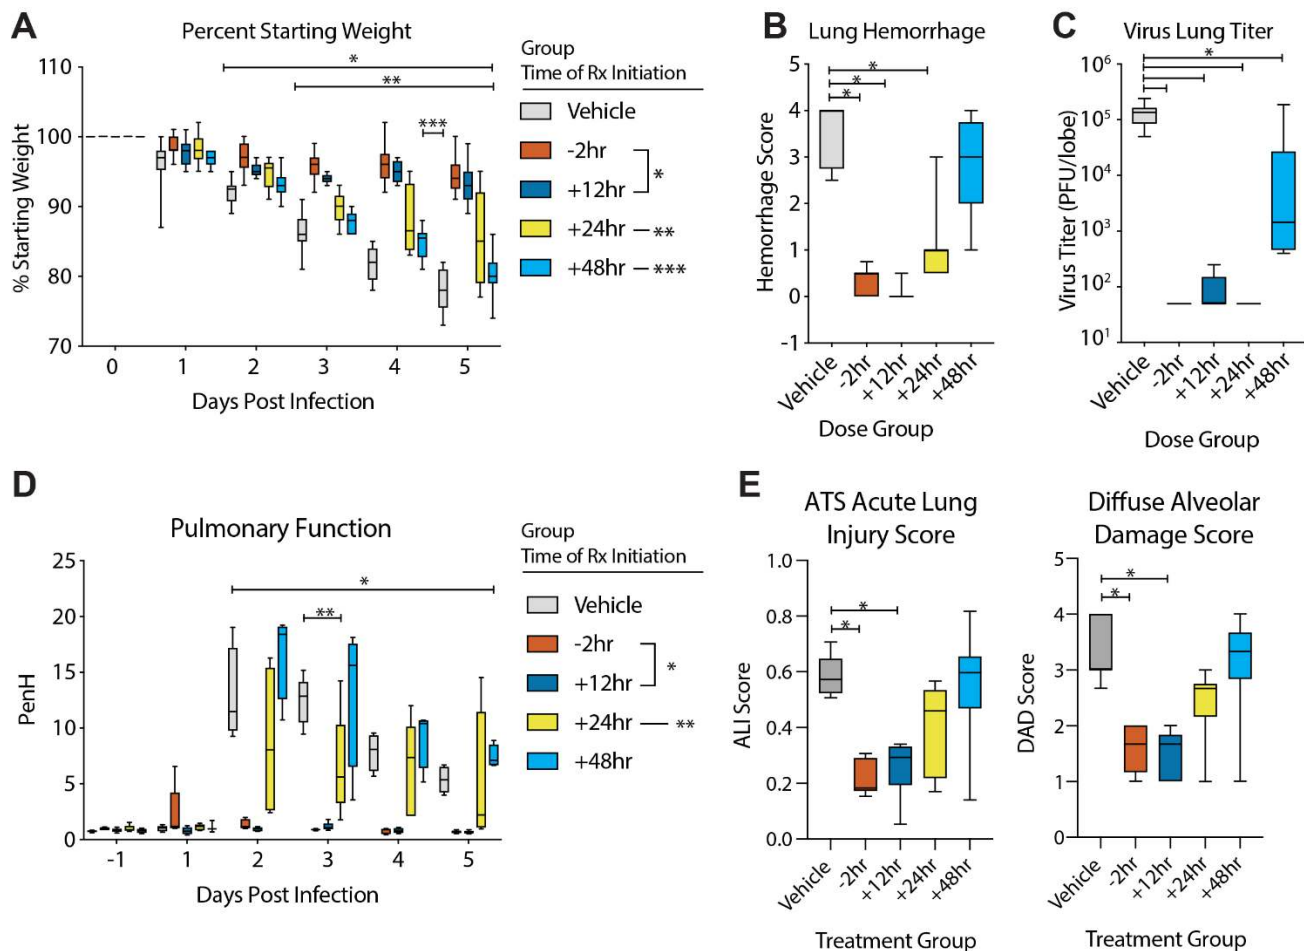 A
Percent Starting Weight
% Starting Weight
110
100
90
80
70
*
**
***
0 1 2 3 4 5
Days Post Infection
Group
Time of Rx Initiation
Vehicle
-2hr
+12hr
*
+24hr
**
+48hr
***
B
Lung Hemorrhage
Hemorrhage Score
5
4
3
2
1
0
-1
*
*
*
Vehicle
-2hr
+12hr
+24hr
+48hr
Dose Group
C
Virus Lung Titer
Virus Titer (PFU/lobe)
10⁶
10⁵
10⁴
10³
10²
10¹
*
Vehicle
-2hr
+12hr
+24hr
+48hr
Dose Group
D
Pulmonary Function
PenH
25
20
15
10
5
0
*
**
-1 1 2 3 4 5
Days Post Infection
Group
Time of Rx Initiation
Vehicle
-2hr
+12hr
*
+24hr
**
+48hr
E
ATS Acute Lung
Injury Score
ALI Score
1.0
0.8
0.6
0.4
0.2
0.0
*
*
Vehicle
-2hr
+12hr
+24hr
+48hr
Treatment Group
Diffuse Alveolar
Damage Score
DAD Score
5
4
3
2
1
0
*
*
Vehicle
-2hr
+12hr
+24hr
+48hr
Treatment Group